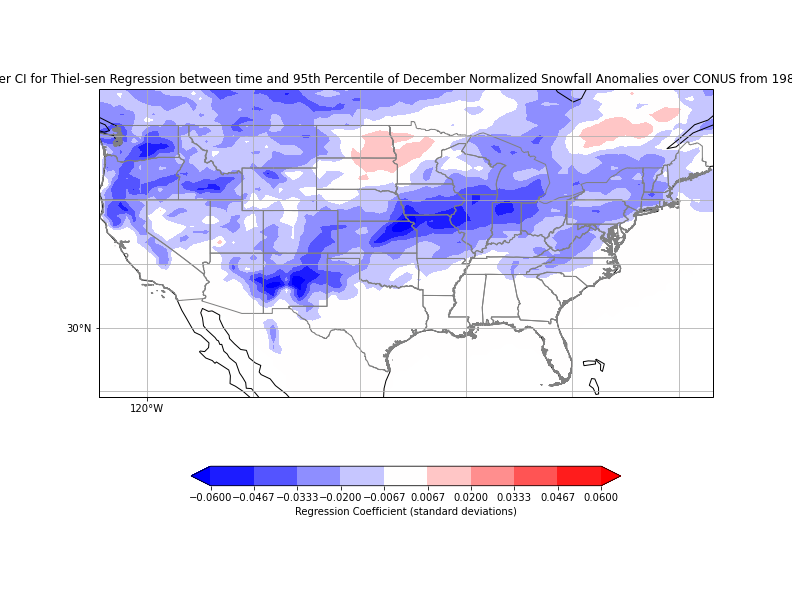 er CI for Thiel-sen Regression between time and 95th Percentile of December Normalized Snowfall Anomalies over CONUS from 198
30°N
120°W
−0.0600 −0.0467 −0.0333 −0.0200 −0.0067 0.0067 0.0200 0.0333 0.0467 0.0600
Regression Coefficient (standard deviations)